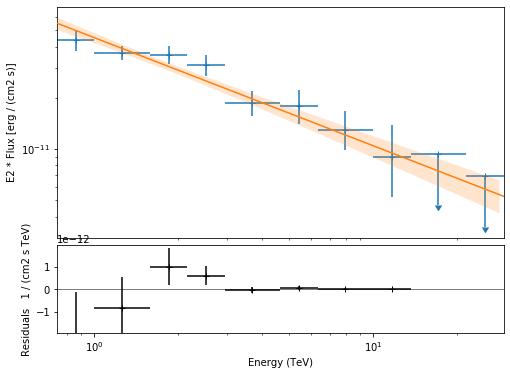 E2 * Flux [erg / (cm2 s)]
10⁻¹¹
1e−12
Residuals 1 / (cm2 s TeV)
1
0
−1
10⁰
10¹
Energy (TeV)